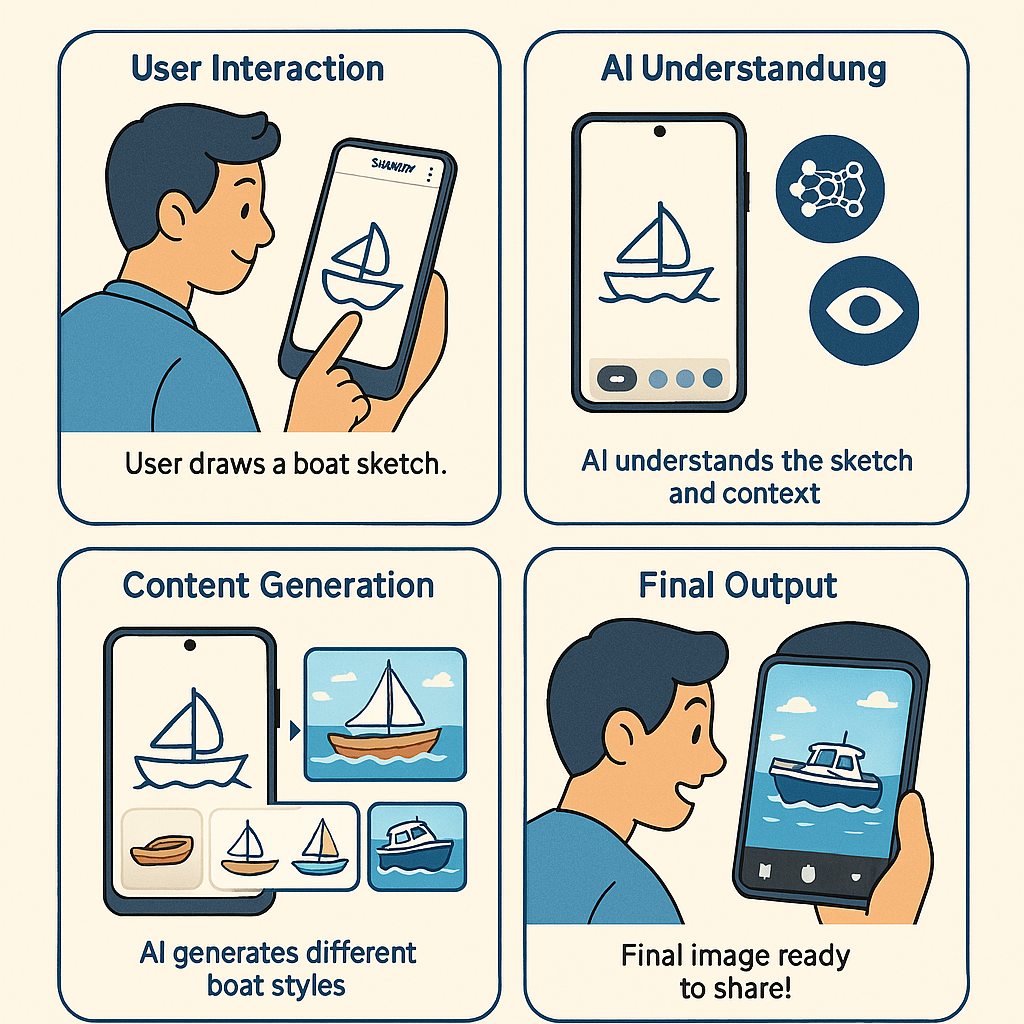 User Interaction
User draws a boat sketch.
AI Understandung
AI understands the sketch
and context
Content Generation
AI generates different
boat styles
Final Output
Final image ready
to share!